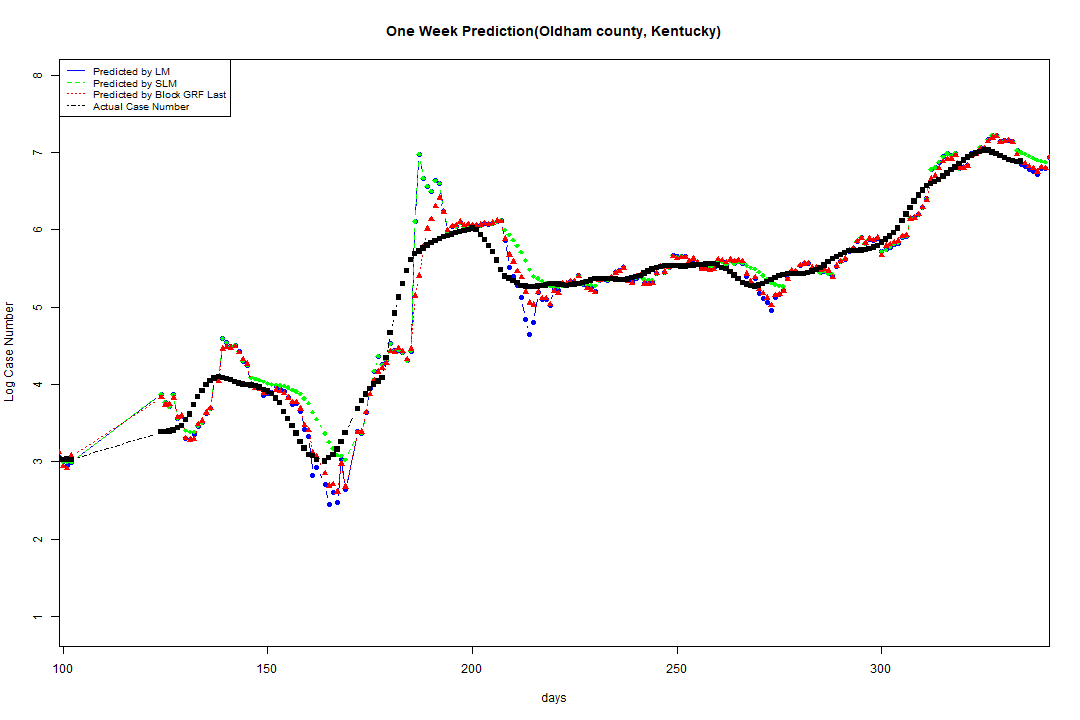 One Week Prediction(Oldham county, Kentucky)
Predicted by LM
Predicted by SLM
Predicted by Block GRF Last
Actual Case Number
8
7
6
5
4
3
2
1
Log Case Number
100 150 200 250 300
days